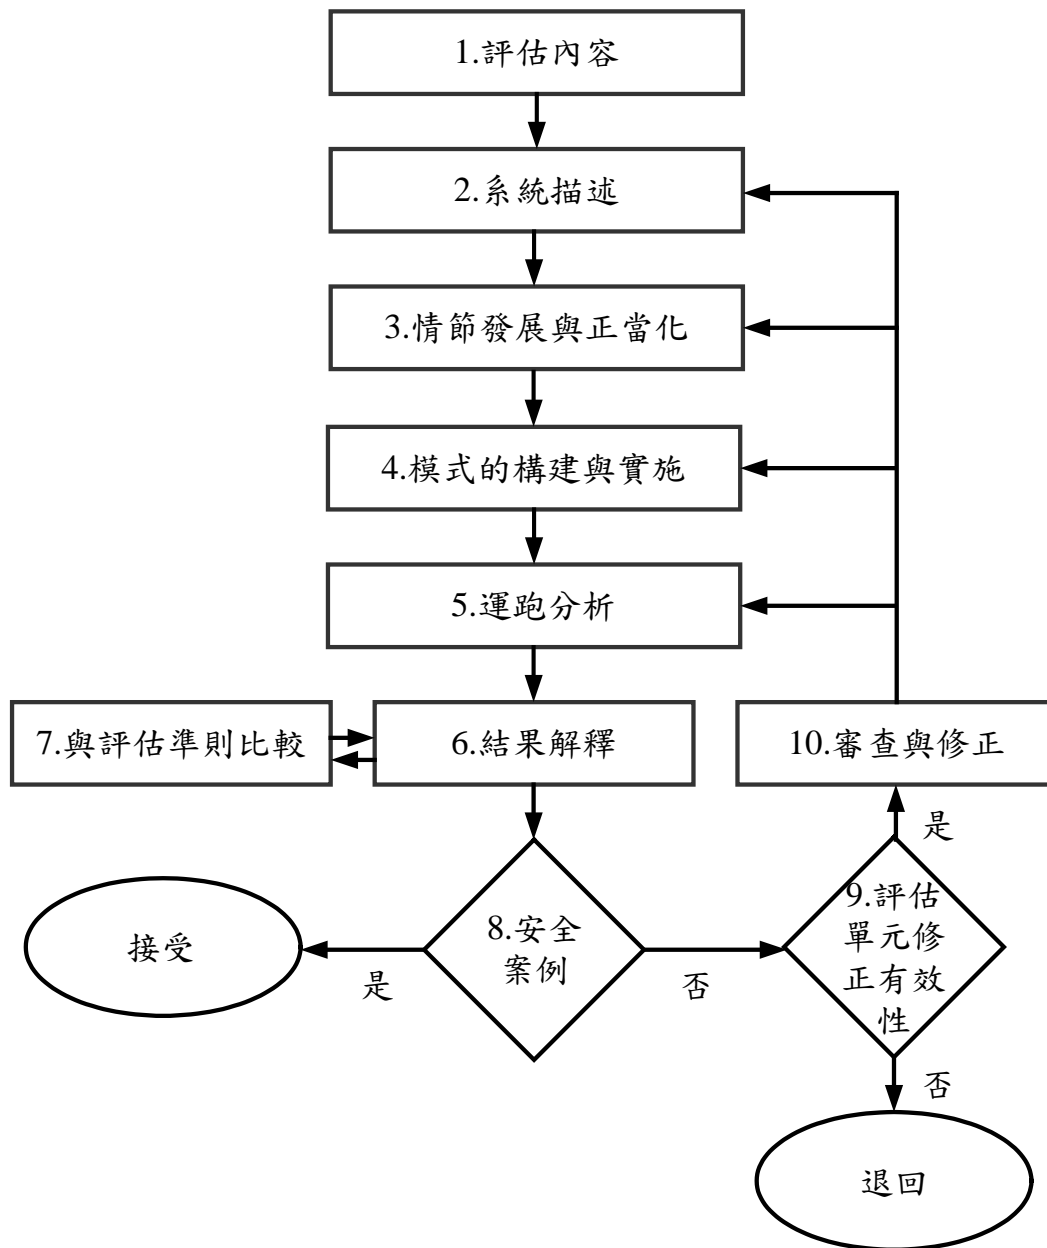 1.評估內容
2.系統描述
3.情節發展與正當化
4.模式的構建與實施
5.運跑分析
7.與評估準則比較
6.結果解釋
10.審查與修正
是
9.評估
單元修
正有效
性
8.安全
案例
接受
是
否
否
退回